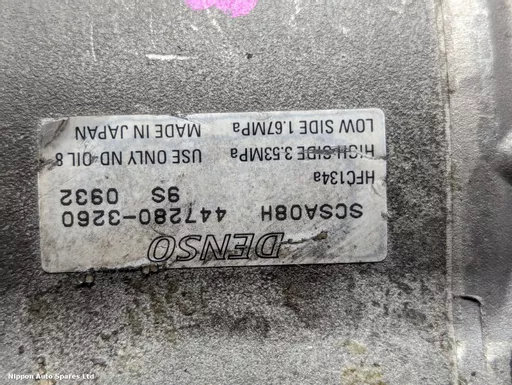 DENSO
SCSA08H 447280-3260
9S 0932
HFC134a
HIGH SIDE 3.53MPa USE ONLY ND-OIL 8
LOW SIDE 1.67MPa MADE IN JAPAN
Nippon Auto Spares Ltd